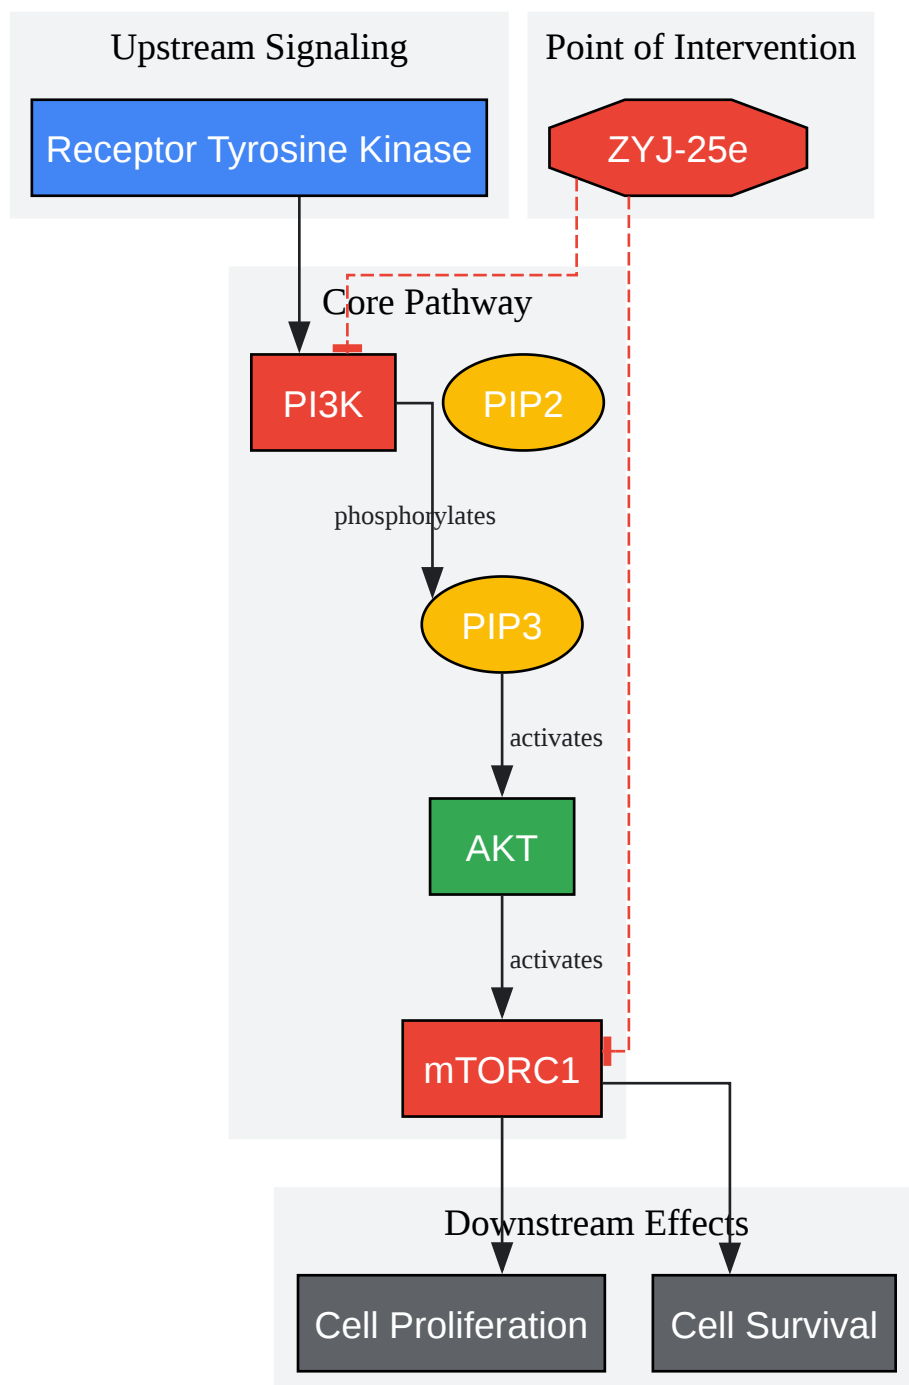 Upstream Signaling
Point of Intervention
Receptor Tyrosine Kinase
ZYJ-25e
Core Pathway
PI3K
PIP2
phosphorylates
PIP3
activates
AKT
activates
mTORC1
Downstream Effects
Cell Proliferation
Cell Survival